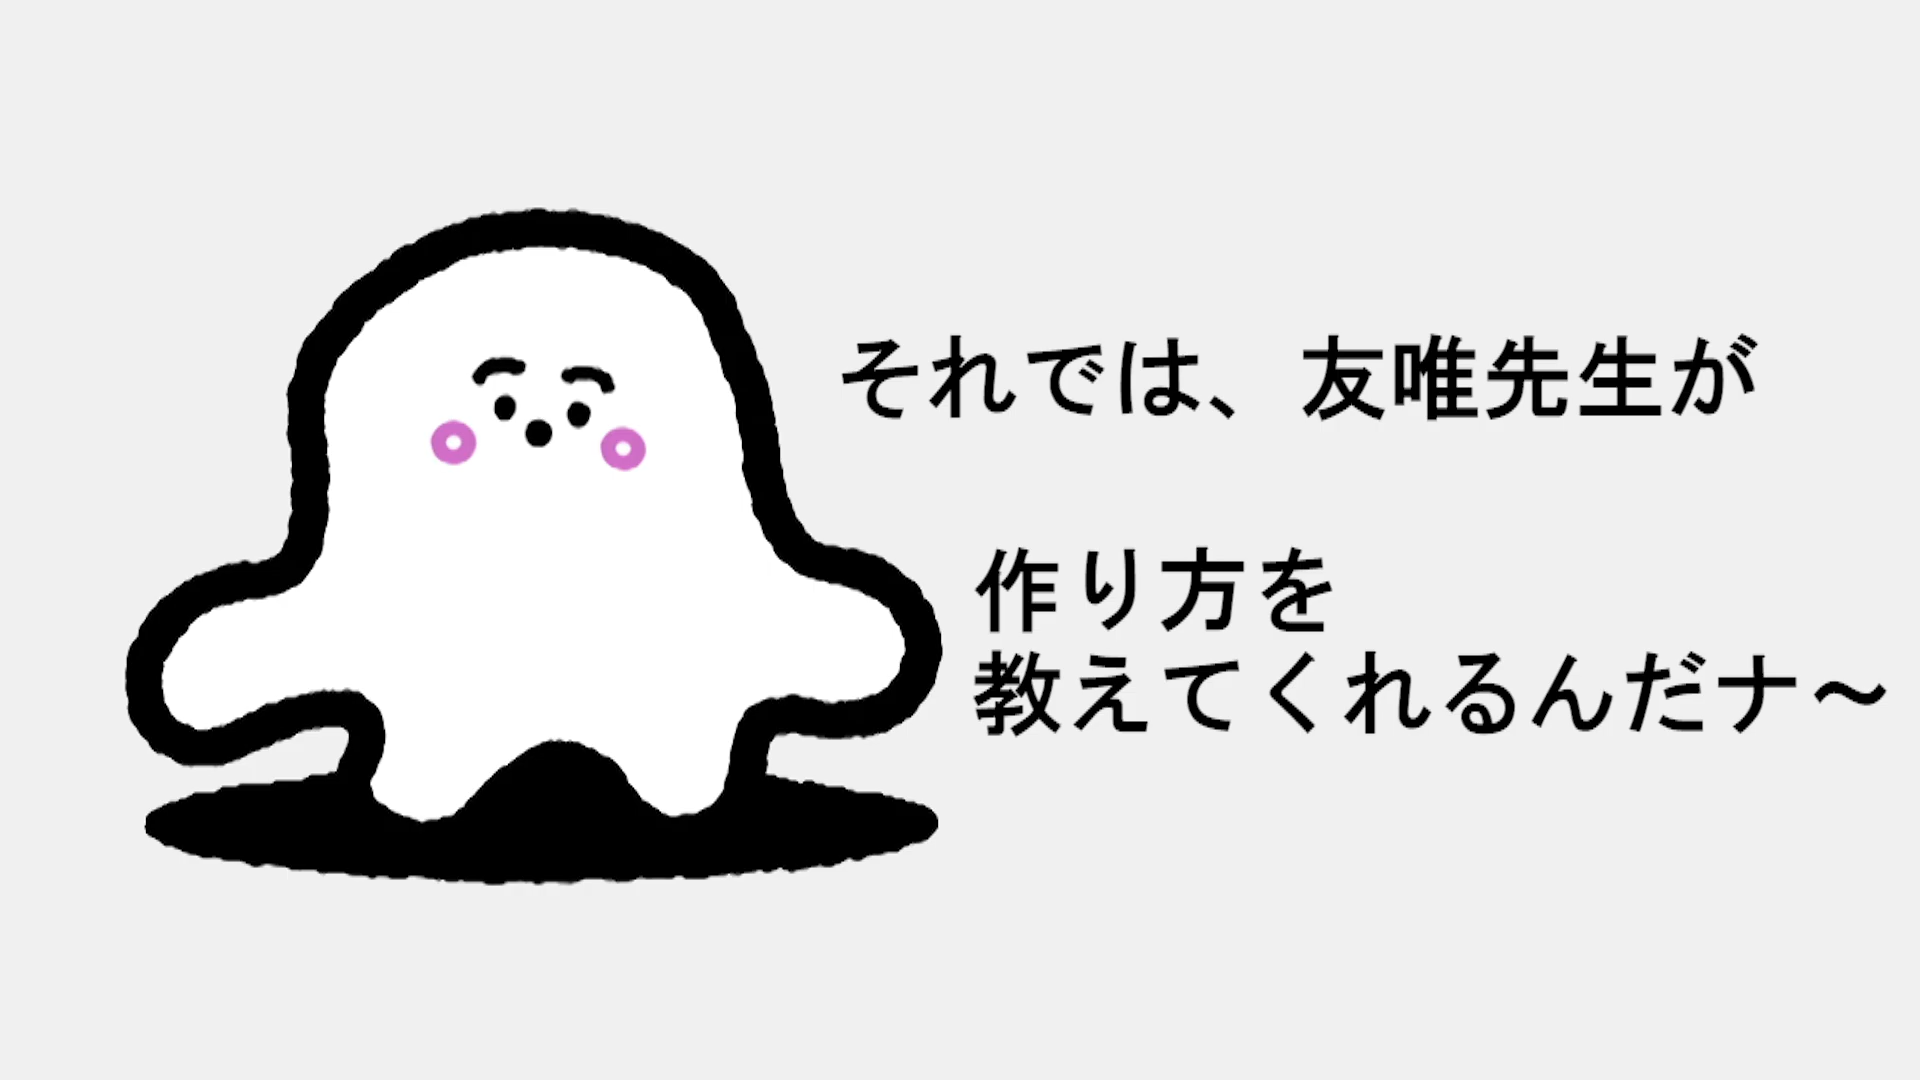 それでは、友唯先生が
作り方を
教えてくれるんだナ～